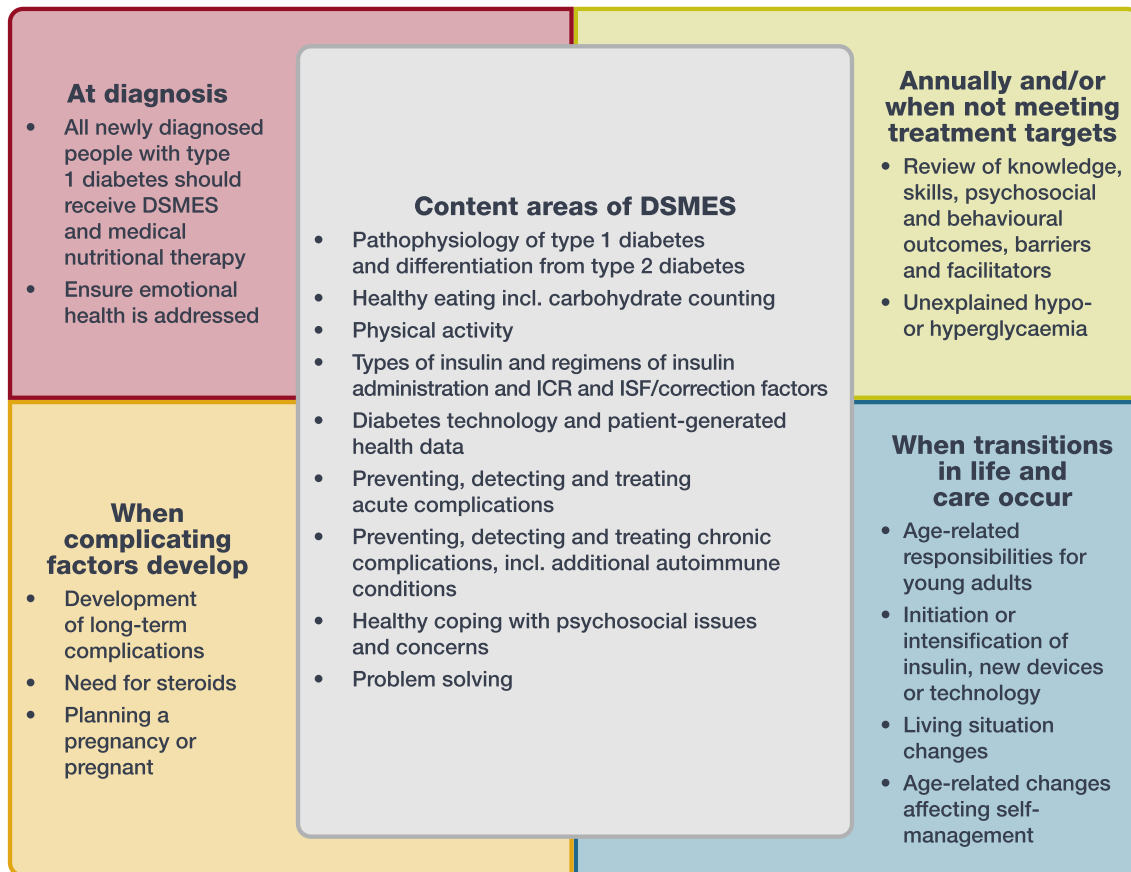 At diagnosis
• All newly diagnosed
people with type
1 diabetes should
receive DSMES
and medical
nutritional therapy
• Ensure emotional
health is addressed
Content areas of DSMES
• Pathophysiology of type 1 diabetes
and differentiation from type 2 diabetes
• Healthy eating incl. carbohydrate counting
• Physical activity
• Types of insulin and regimens of insulin
administration and ICR and ISF/correction factors
• Diabetes technology and patient-generated
health data
• Preventing, detecting and treating
acute complications
• Preventing, detecting and treating chronic
complications, incl. additional autoimmune
conditions
• Healthy coping with psychosocial issues
and concerns
• Problem solving
Annually and/or
when not meeting
treatment targets
• Review of knowledge,
skills, psychosocial
and behavioural
outcomes, barriers
and facilitators
• Unexplained hypo-
or hyperglycaemia
When
complicating
factors develop
• Development
of long-term
complications
• Need for steroids
• Planning a
pregnancy or
pregnant
When transitions
in life and
care occur
• Age-related
responsibilities for
young adults
• Initiation or
intensification of
insulin, new devices
or technology
• Living situation
changes
• Age-related changes
affecting self-
management